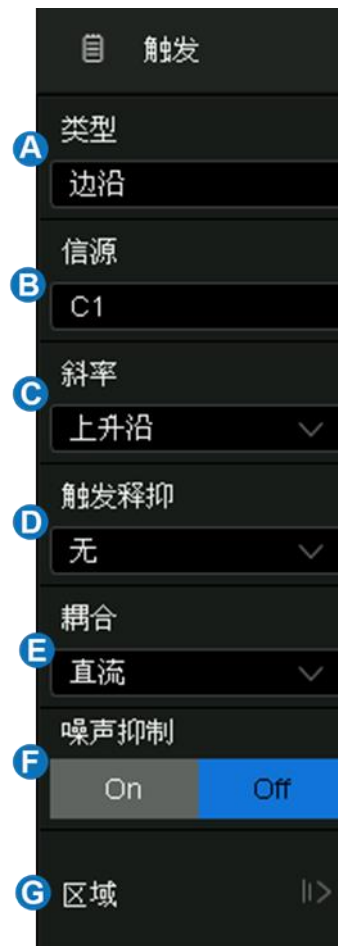 触发
A 类型
边沿
B 信源
C1
C 斜率
上升沿
D 触发释抑
无
E 耦合
直流
F 噪声抑制
On Off
G 区域